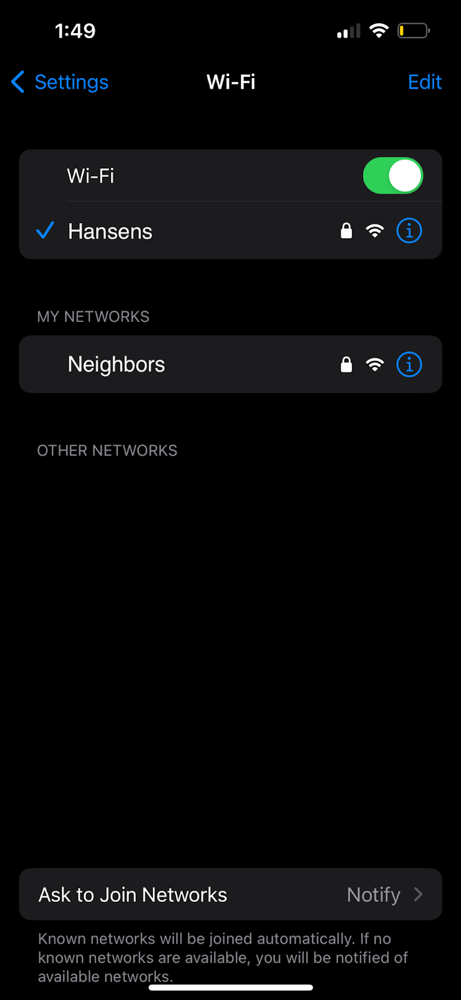 1:49
Settings
Wi-Fi
Edit
Wi-Fi
Hansens
MY NETWORKS
Neighbors
OTHER NETWORKS
Ask to Join Networks Notify
Known networks will be joined automatically. If no
known networks are available, you will be notified of
available networks.